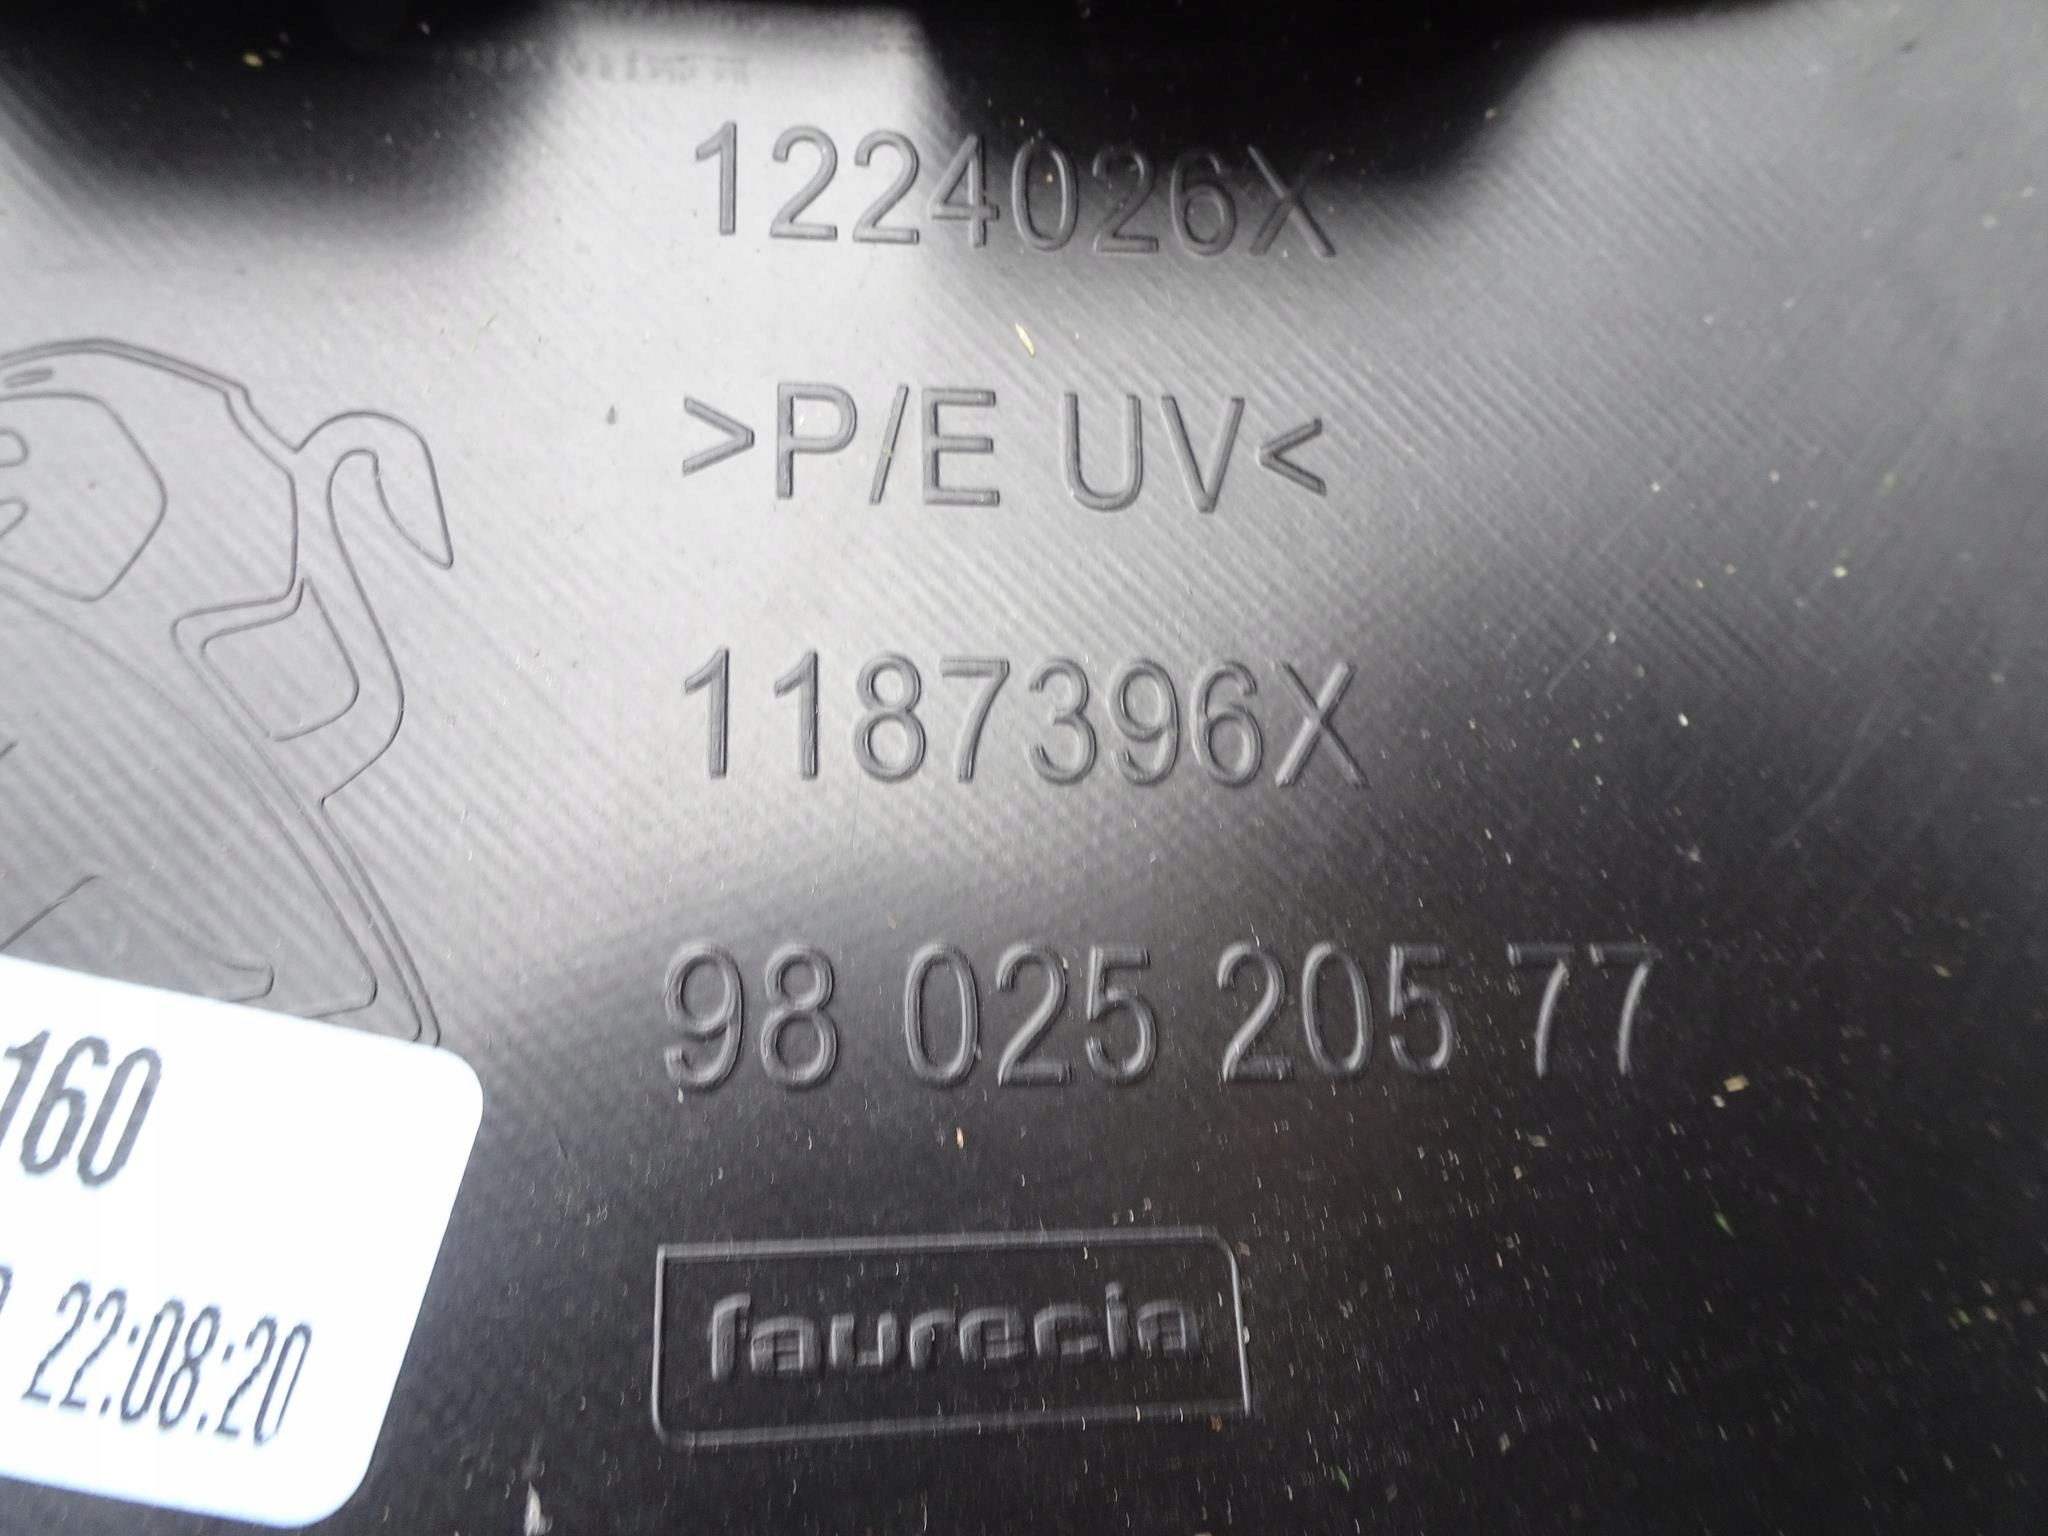 1224026X
>P/E UV<
1187396X
98 025 205 77
160
22:08:20
faurecia